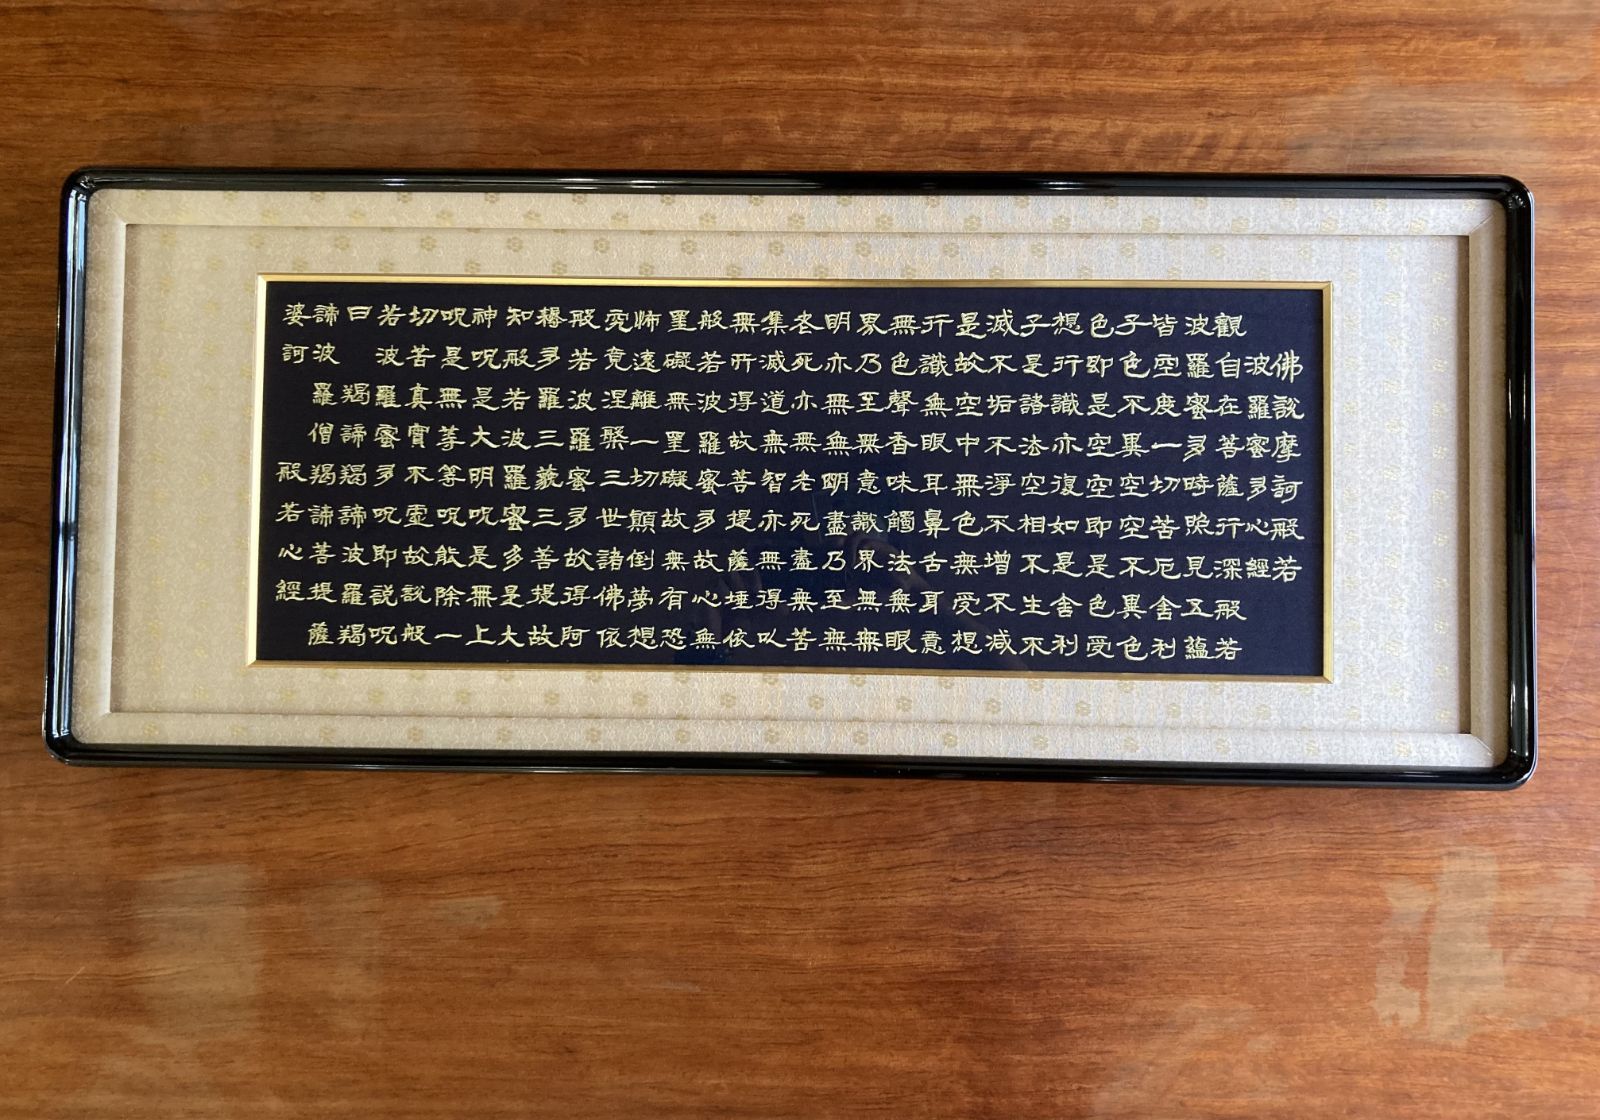 佛說摩訶般若
波羅蜜多心經
觀自在菩薩行深般若
波羅蜜多時照見五蘊
皆空度一切苦厄舍利
子色不異空空不異色
色即是空空即是色受
想行識亦復如是舍利
子是諸法空相不生不
滅不垢不淨不增不減
是故空中無色無受想
行識無眼耳鼻舌耳意
無色聲香味觸法無眼
界乃至無意識界無無
明亦無無明盡乃至無
老死亦無老死盡無苦
集滅道無智亦無得以
無所得故菩提薩埵依
般若波羅蜜多故心無
罣礙無罣礙故無有恐
怖遠離一切顛倒夢想
究竟涅槃三世諸佛依
般若波羅蜜多故得阿
耨多羅三藐三菩提故
知般若波羅蜜多是大
神呪是大明呪是無上
呪是無等等呪能除一
切苦真實不虛故說般
若波羅蜜多呪即說呪
曰 羯諦羯諦波羅羯
諦波羅僧羯諦菩提薩
婆訶 般若心經